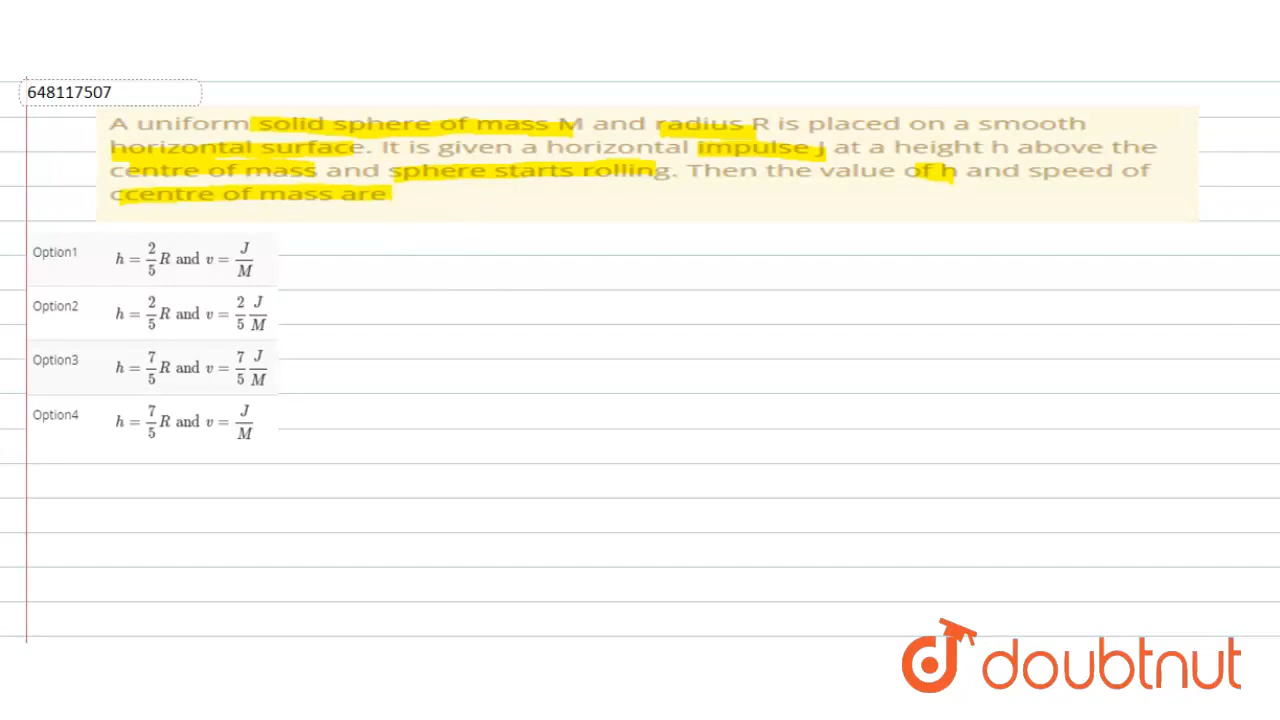 648117507
A uniform solid sphere of mass M and radius R is placed on a smooth
horizontal surface. It is given a horizontal impulse J at a height h above the
centre of mass and sphere starts rolling. Then the value of h and speed of
ccentre of mass are
Option1 h = 2/5 R and v = J/M
Option2 h = 2/5 R and v = 2/5 J/M
Option3 h = 7/5 R and v = 7/5 J/M
Option4 h = 7/5 R and v = J/M
doubtnut